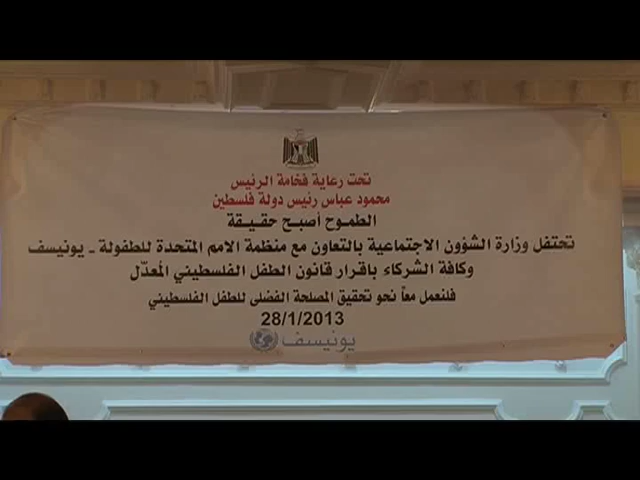 تحت رعاية فخامة الرئيس
محمود عباس رئيس دولة فلسطين
الطموح أصبح حقيقة
تحتفل وزارة الشؤون الاجتماعية بالتعاون مع منظمة الامم المتحدة للطفولة - يونيسف
وكافة الشركاء باقرار قانون الطفل الفلسطيني المُعدّل
فلنعمل معاً نحو تحقيق المصلحة الفضلى للطفل الفلسطيني
28/1/2013
يونيسف